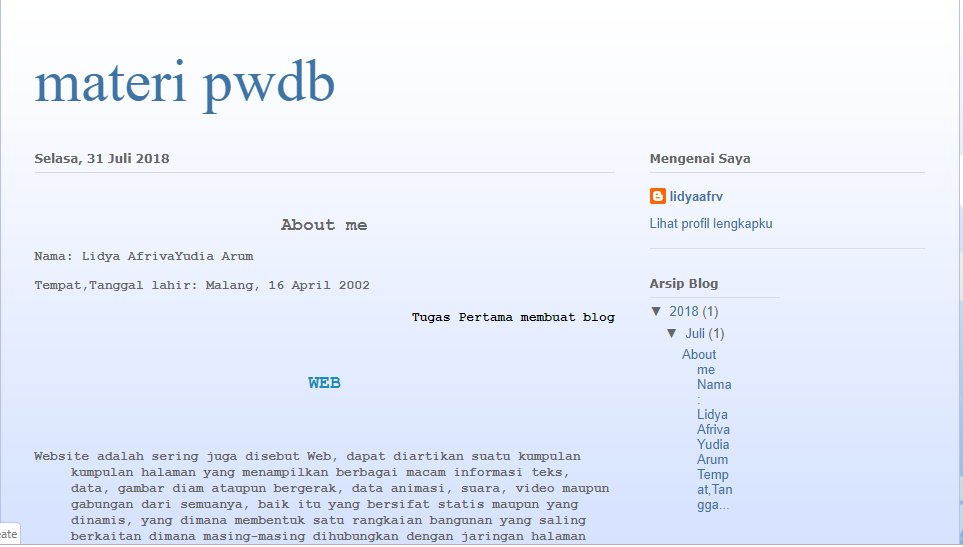 materi pwdb
Selasa, 31 Juli 2018
About me
Nama: Lidya AfrivaYudia Arum
Tempat,Tanggal lahir: Malang, 16 April 2002
Tugas Pertama membuat blog
WEB
Website adalah sering juga disebut Web, dapat diartikan suatu kumpulan
kumpulan halaman yang menampilkan berbagai macam informasi teks,
data, gambar diam ataupun bergerak, data animasi, suara, video maupun
gabungan dari semuanya, baik itu yang bersifat statis maupun yang
dinamis, yang dimana membentuk satu rangkaian bangunan yang saling
berkaitan dimana masing-masing dihubungkan dengan jaringan halaman
Mengenai Saya
lidyaafrv
Lihat profil lengkapku
Arsip Blog
▼ 2018 (1)
▼ Juli (1)
About
me
Nama
:
Lidya
Afriva
Yudia
Arum
Temp
at,Tan
gga...
eate